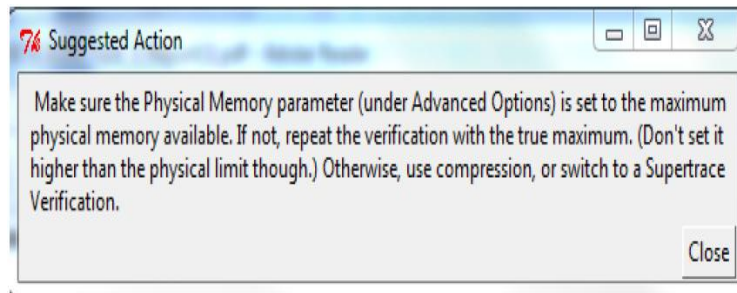 Suggested Action
Make sure the Physical Memory parameter (under Advanced Options) is set to the maximum
physical memory available. If not, repeat the verification with the true maximum. (Don't set it
higher than the physical limit though.) Otherwise, use compression, or switch to a Supertrace
Verification.
Close